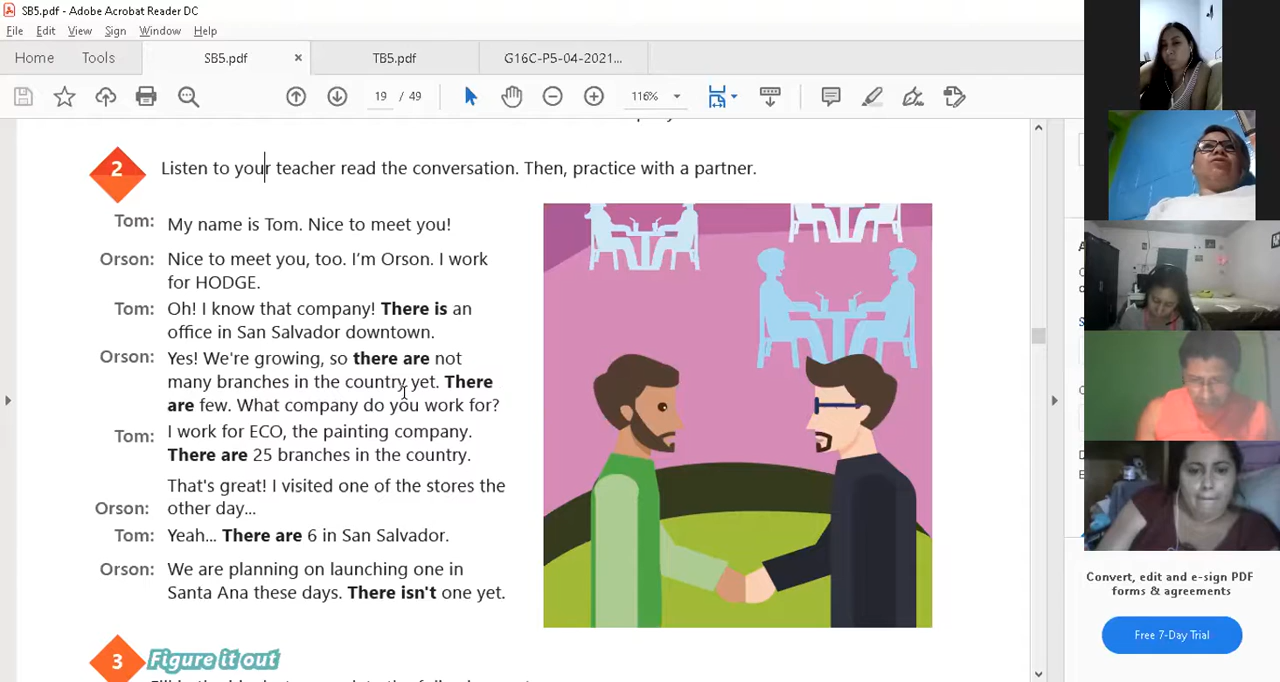 SB5.pdf - Adobe Acrobat Reader DC
File Edit View Sign Window Help
Home Tools SB5.pdf × TB5.pdf G16C-P5-04-2021...
19 / 49 116%
2 Listen to your teacher read the conversation. Then, practice with a partner.
Tom: My name is Tom. Nice to meet you!
Orson: Nice to meet you, too. I'm Orson. I work
for HODGE.
Tom: Oh! I know that company! There is an
office in San Salvador downtown.
Orson: Yes! We're growing, so there are not
many branches in the country yet. There
are few. What company do you work for?
Tom: I work for ECO, the painting company.
There are 25 branches in the country.
That's great! I visited one of the stores the
Orson: other day...
Tom: Yeah... There are 6 in San Salvador.
Orson: We are planning on launching one in
Santa Ana these days. There isn't one yet.
3 Figure it out
Convert, edit and e-sign PDF
forms & agreements
Free 7-Day Trial